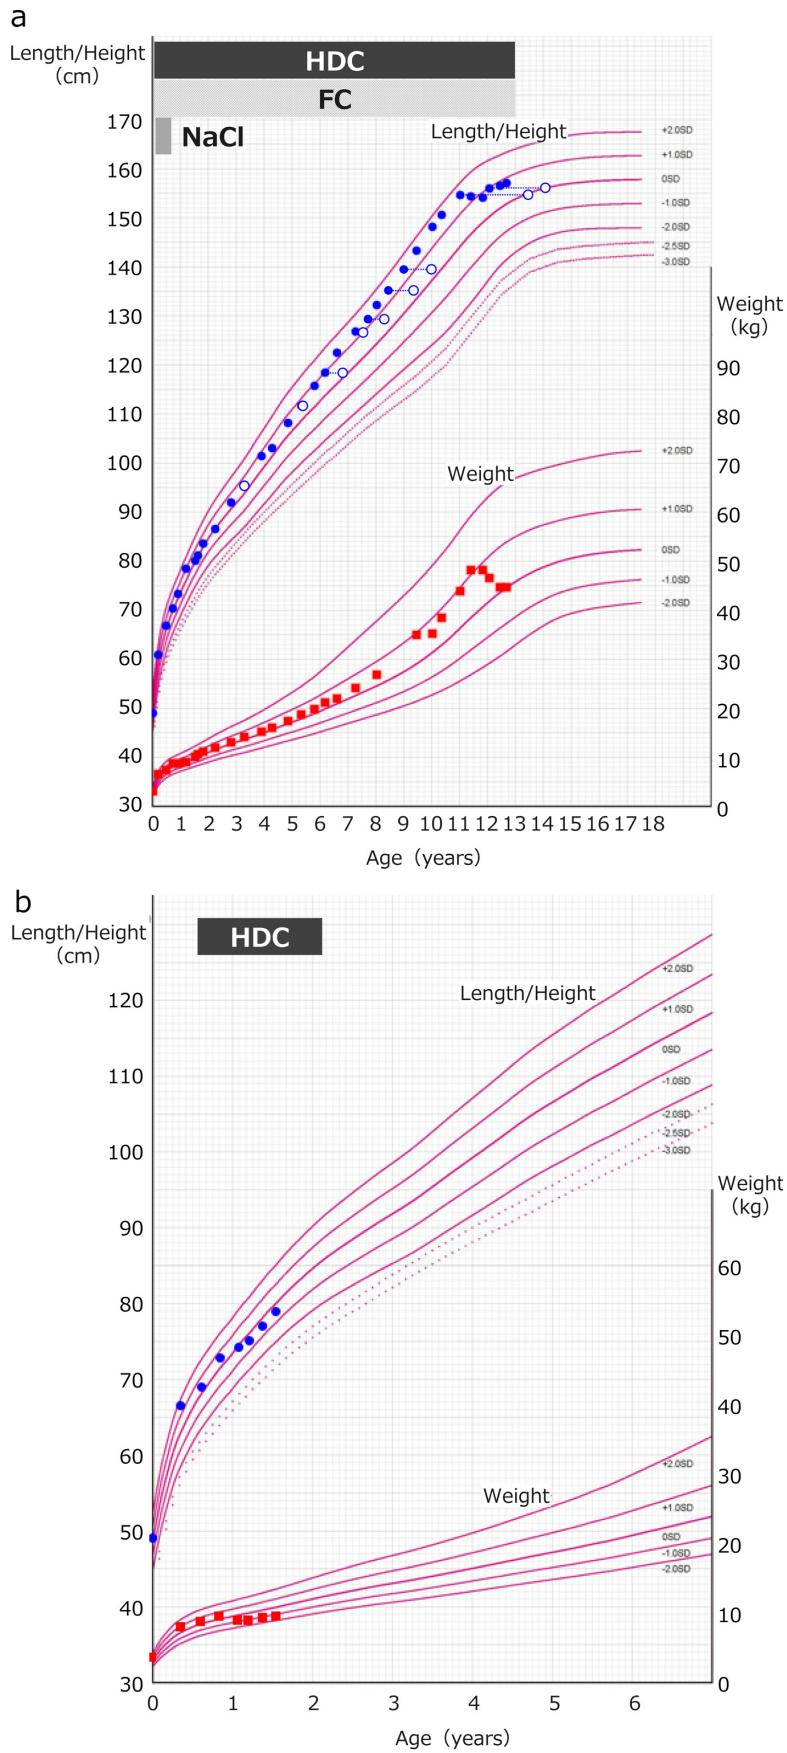 a
Length/Height
(cm)
HDC
FC
NaCl
Length/Height
170
160
150
140
130
120
110
100
90
80
70
60
50
40
30
+2.0SD
+1.0SD
0SD
-1.0SD
-2.0SD
-2.5SD
-3.0SD
Weight
(kg)
90
80
70
60
50
40
30
20
10
0
Weight
+2.0SD
+1.0SD
0SD
-1.0SD
-2.0SD
0 1 2 3 4 5 6 7 8 9 10 11 12 13 14 15 16 17 18
Age (years)
b
Length/Height
(cm)
HDC
Length/Height
120
110
100
90
80
70
60
50
40
30
+2.0SD
+1.0SD
0SD
-1.0SD
-2.0SD
-2.5SD
-3.0SD
Weight
(kg)
60
50
40
30
20
10
0
Weight
+2.0SD
+1.0SD
0SD
-1.0SD
-2.0SD
0 1 2 3 4 5 6
Age (years)